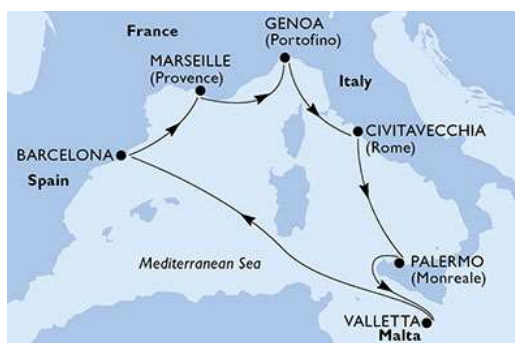 France
GENOA
(Portofino)
MARSEILLE
(Provence)
Italy
CIVITAVECCHIA
(Rome)
BARCELONA
Spain
Mediterranean Sea
PALERMO
(Monreale)
VALLETTA
Malta